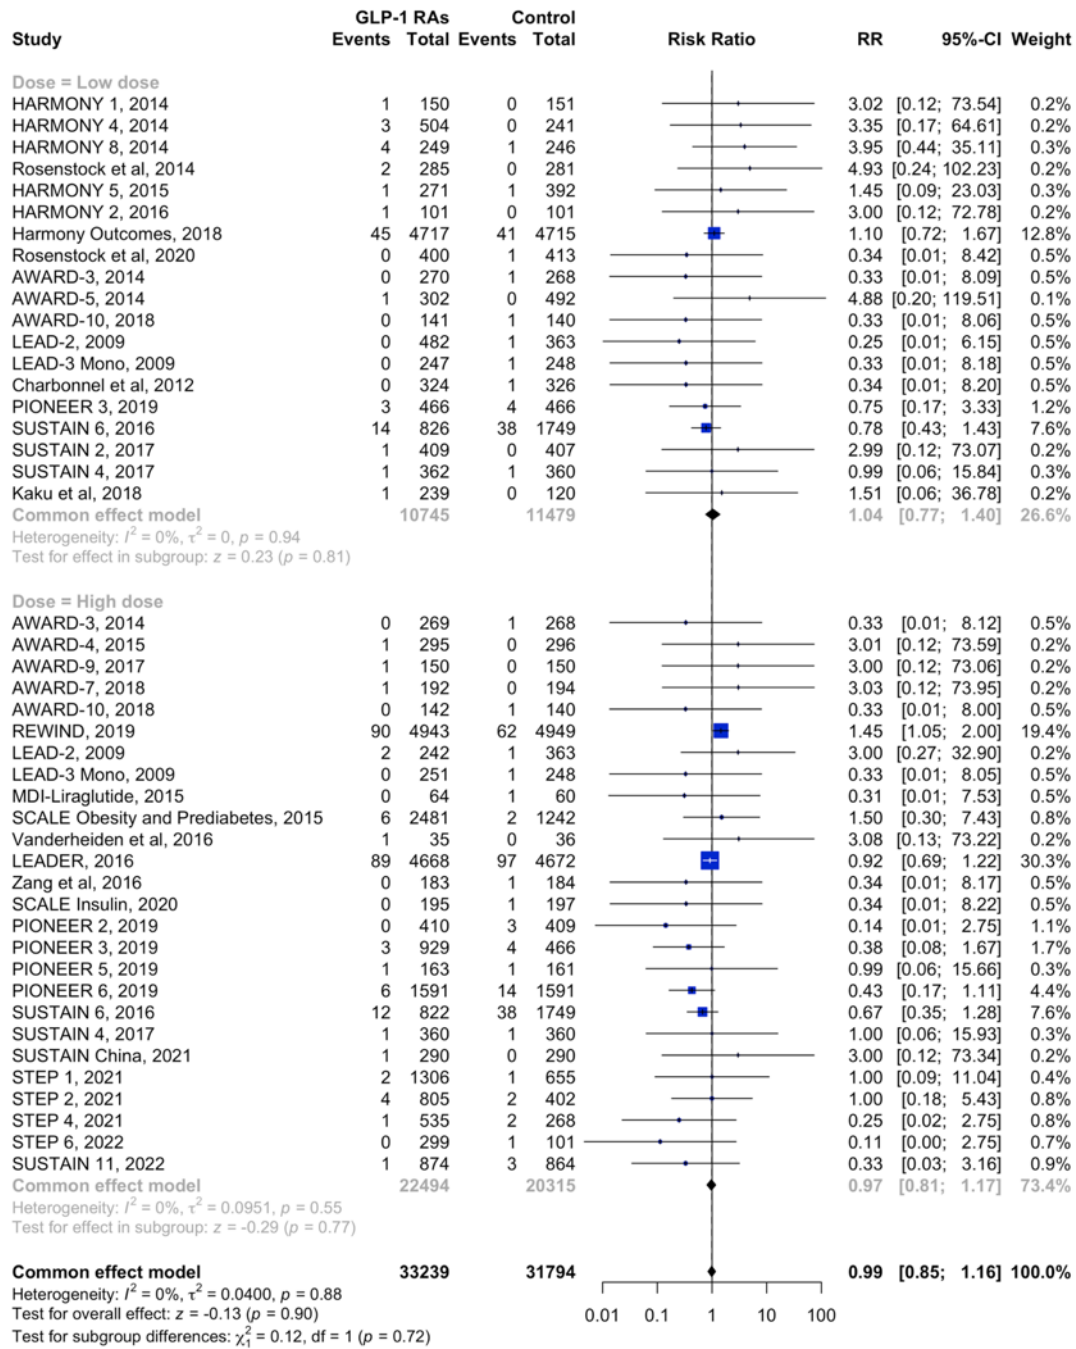 GLP-1 RAs Control
Study Events Total Events Total Risk Ratio RR 95%-CI Weight
Dose = Low dose
HARMONY 1, 2014 1 150 0 151 3.02 [0.12; 73.54] 0.2%
HARMONY 4, 2014 3 504 0 241 3.35 [0.17; 64.61] 0.2%
HARMONY 8, 2014 4 249 1 246 3.95 [0.44; 35.11] 0.3%
Rosenstock et al, 2014 2 285 0 281 4.93 [0.24; 102.23] 0.2%
HARMONY 5, 2015 1 271 1 392 1.45 [0.09; 23.03] 0.3%
HARMONY 2, 2016 1 101 0 101 3.00 [0.12; 72.78] 0.2%
Harmony Outcomes, 2018 45 4717 41 4715 1.10 [0.72; 1.67] 12.8%
Rosenstock et al, 2020 0 400 1 413 0.34 [0.01; 8.42] 0.5%
AWARD-3, 2014 0 270 1 268 0.33 [0.01; 8.09] 0.5%
AWARD-5, 2014 1 302 0 492 4.88 [0.20; 119.51] 0.1%
AWARD-10, 2018 0 141 1 140 0.33 [0.01; 8.06] 0.5%
LEAD-2, 2009 0 482 1 363 0.25 [0.01; 6.15] 0.5%
LEAD-3 Mono, 2009 0 247 1 248 0.33 [0.01; 8.18] 0.5%
Charbonnel et al, 2012 0 324 1 326 0.34 [0.01; 8.20] 0.5%
PIONEER 3, 2019 3 466 4 466 0.75 [0.17; 3.33] 1.2%
SUSTAIN 6, 2016 14 826 38 1749 0.78 [0.43; 1.43] 7.6%
SUSTAIN 2, 2017 1 409 0 407 2.99 [0.12; 73.07] 0.2%
SUSTAIN 4, 2017 1 362 1 360 0.99 [0.06; 15.84] 0.3%
Kaku et al, 2018 1 239 0 120 1.51 [0.06; 36.78] 0.2%
Common effect model 10745 11479 1.04 [0.77; 1.40] 26.6%
Heterogeneity: I² = 0%, τ² = 0, p = 0.94
Test for effect in subgroup: z = 0.23 (p = 0.81)
Dose = High dose
AWARD-3, 2014 0 269 1 268 0.33 [0.01; 8.12] 0.5%
AWARD-4, 2015 1 295 0 296 3.01 [0.12; 73.59] 0.2%
AWARD-9, 2017 1 150 0 150 3.00 [0.12; 73.06] 0.2%
AWARD-7, 2018 1 192 0 194 3.03 [0.12; 73.95] 0.2%
AWARD-10, 2018 0 142 1 140 0.33 [0.01; 8.00] 0.5%
REWIND, 2019 90 4943 62 4949 1.45 [1.05; 2.00] 19.4%
LEAD-2, 2009 2 242 1 363 3.00 [0.27; 32.90] 0.2%
LEAD-3 Mono, 2009 0 251 1 248 0.33 [0.01; 8.05] 0.5%
MDI-Liraglutide, 2015 0 64 1 60 0.31 [0.01; 7.53] 0.5%
SCALE Obesity and Prediabetes, 2015 6 2481 2 1242 1.50 [0.30; 7.43] 0.8%
Vanderheiden et al, 2016 1 35 0 36 3.08 [0.13; 73.22] 0.2%
LEADER, 2016 89 4668 97 4672 0.92 [0.69; 1.22] 30.3%
Zang et al, 2016 0 183 1 184 0.34 [0.01; 8.17] 0.5%
SCALE Insulin, 2020 0 195 1 197 0.34 [0.01; 8.22] 0.5%
PIONEER 2, 2019 0 410 3 409 0.14 [0.01; 2.75] 1.1%
PIONEER 3, 2019 3 929 4 466 0.38 [0.08; 1.67] 1.7%
PIONEER 5, 2019 1 163 1 161 0.99 [0.06; 15.66] 0.3%
PIONEER 6, 2019 6 1591 14 1591 0.43 [0.17; 1.11] 4.4%
SUSTAIN 6, 2016 12 822 38 1749 0.67 [0.35; 1.28] 7.6%
SUSTAIN 4, 2017 1 360 1 360 1.00 [0.06; 15.93] 0.3%
SUSTAIN China, 2021 1 290 0 290 3.00 [0.12; 73.34] 0.2%
STEP 1, 2021 2 1306 1 655 1.00 [0.09; 11.04] 0.4%
STEP 2, 2021 4 805 2 402 1.00 [0.18; 5.43] 0.8%
STEP 4, 2021 1 535 2 268 0.25 [0.02; 2.75] 0.8%
STEP 6, 2022 0 299 1 101 0.11 [0.00; 2.75] 0.7%
SUSTAIN 11, 2022 1 874 3 864 0.33 [0.03; 3.16] 0.9%
Common effect model 22494 20315 0.97 [0.81; 1.17] 73.4%
Heterogeneity: I² = 0%, τ² = 0.0951, p = 0.55
Test for effect in subgroup: z = -0.29 (p = 0.77)
Common effect model 33239 31794 0.99 [0.85; 1.16] 100.0%
Heterogeneity: I² = 0%, τ² = 0.0400, p = 0.88
Test for overall effect: z = -0.13 (p = 0.90)
Test for subgroup differences: χ₁² = 0.12, df = 1 (p = 0.72)
0.01 0.1 1 10 100